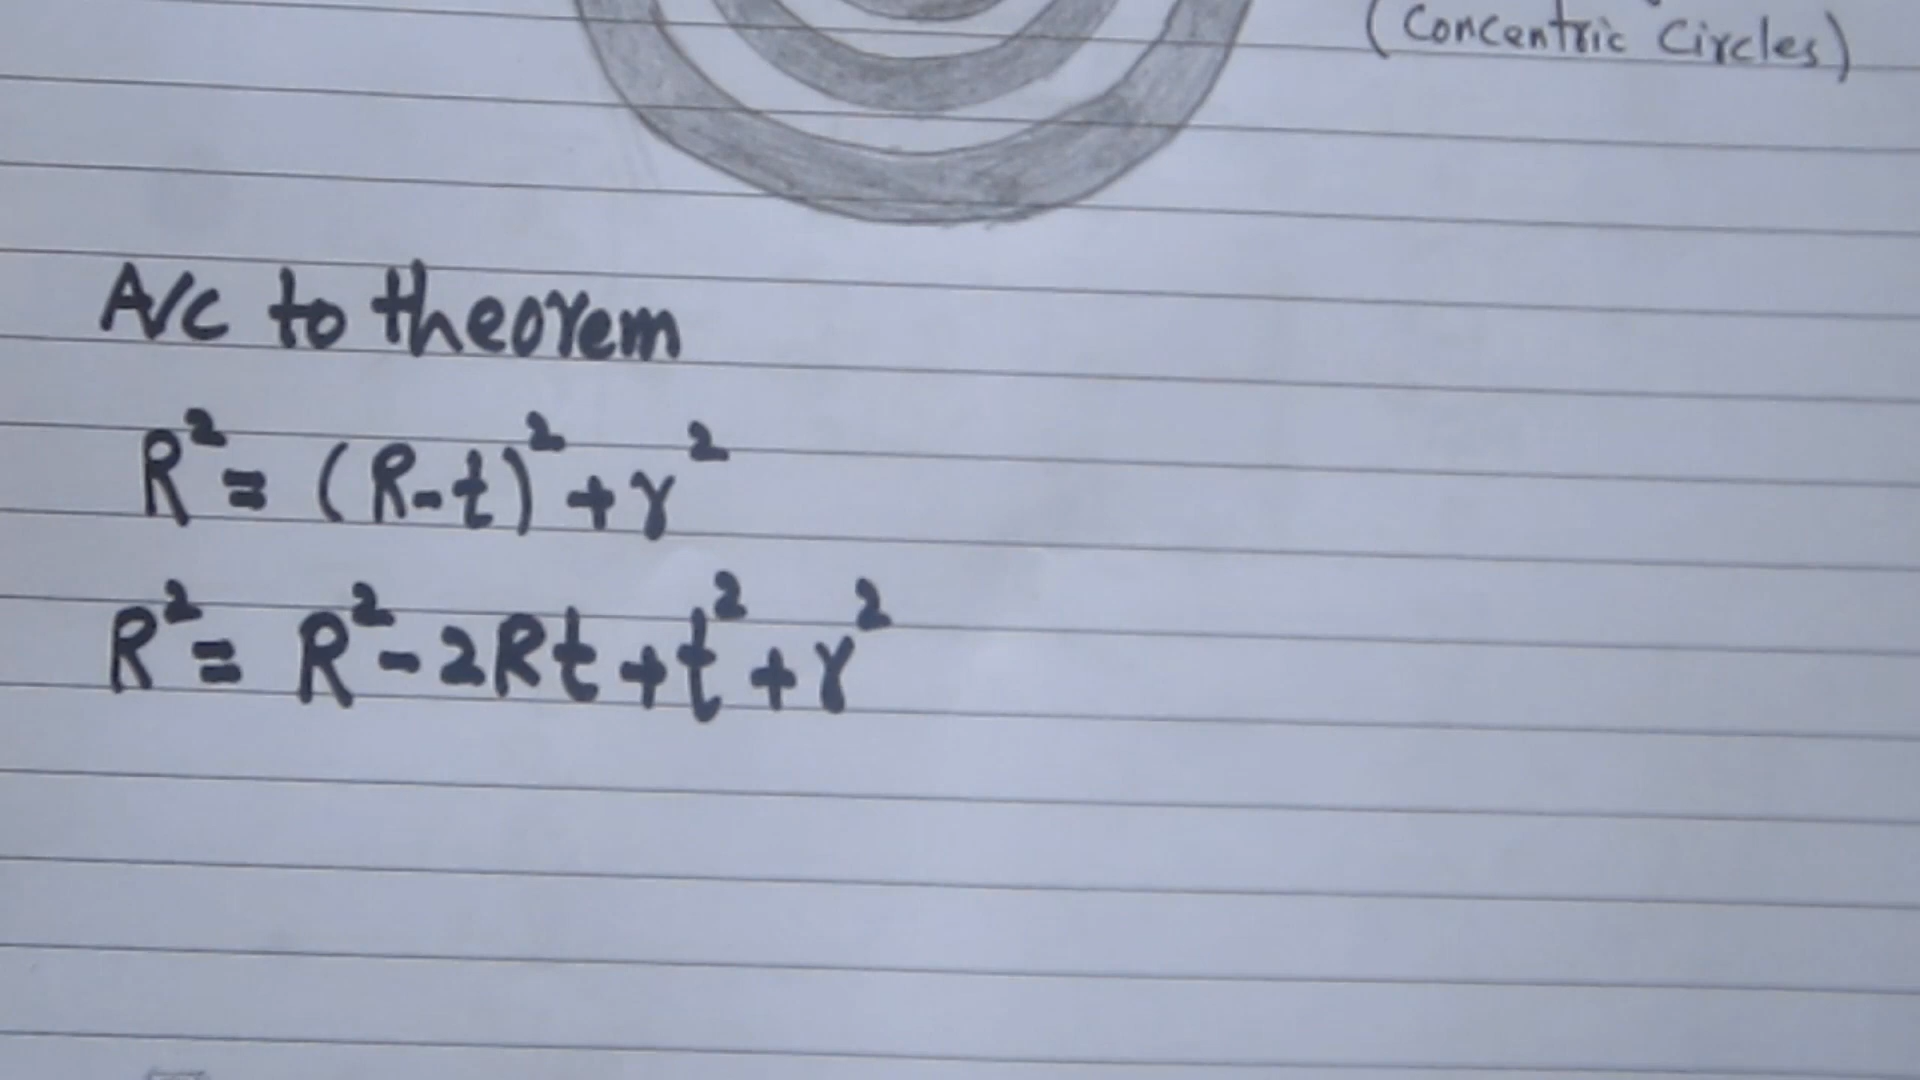 (Concentric Circles)
A/c to theorem
R² = (R-t)² + r²
R² = R² - 2Rt + t² + r²